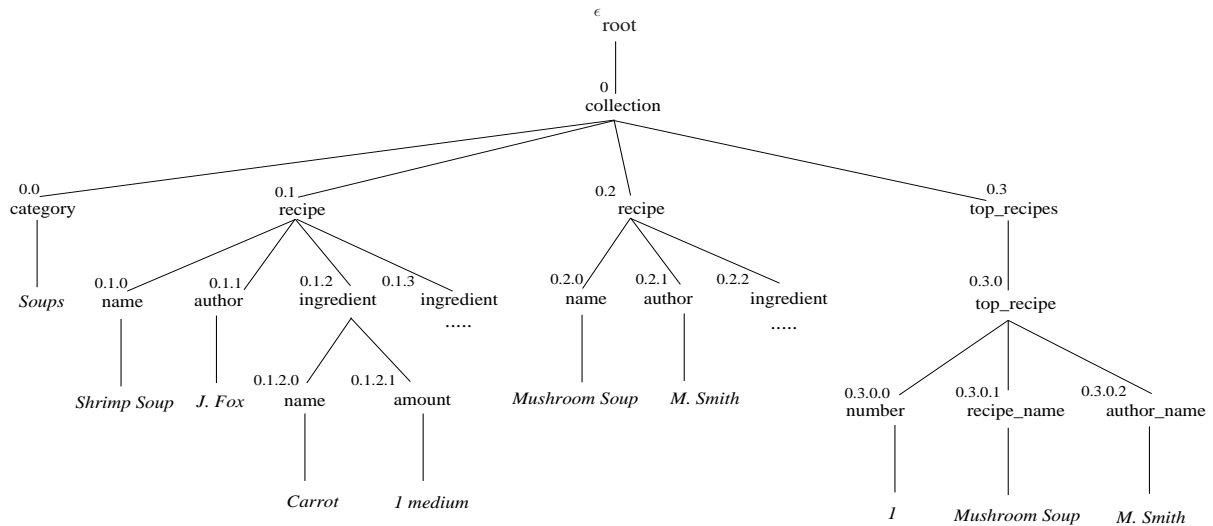 ϵ
root
0
collection
0.0 0.1 0.2 0.3
category recipe recipe top_recipes
0.1.0 0.1.1 0.1.2 0.1.3 0.2.0 0.2.1 0.2.2 0.3.0
Soups name author ingredient ingredient name author ingredient top_recipe
..... .....
0.1.2.0 0.1.2.1 0.3.0.0 0.3.0.1 0.3.0.2
Shrimp Soup J. Fox name amount Mushroom Soup M. Smith number recipe_name author_name
Carrot 1 medium 1 Mushroom Soup M. Smith